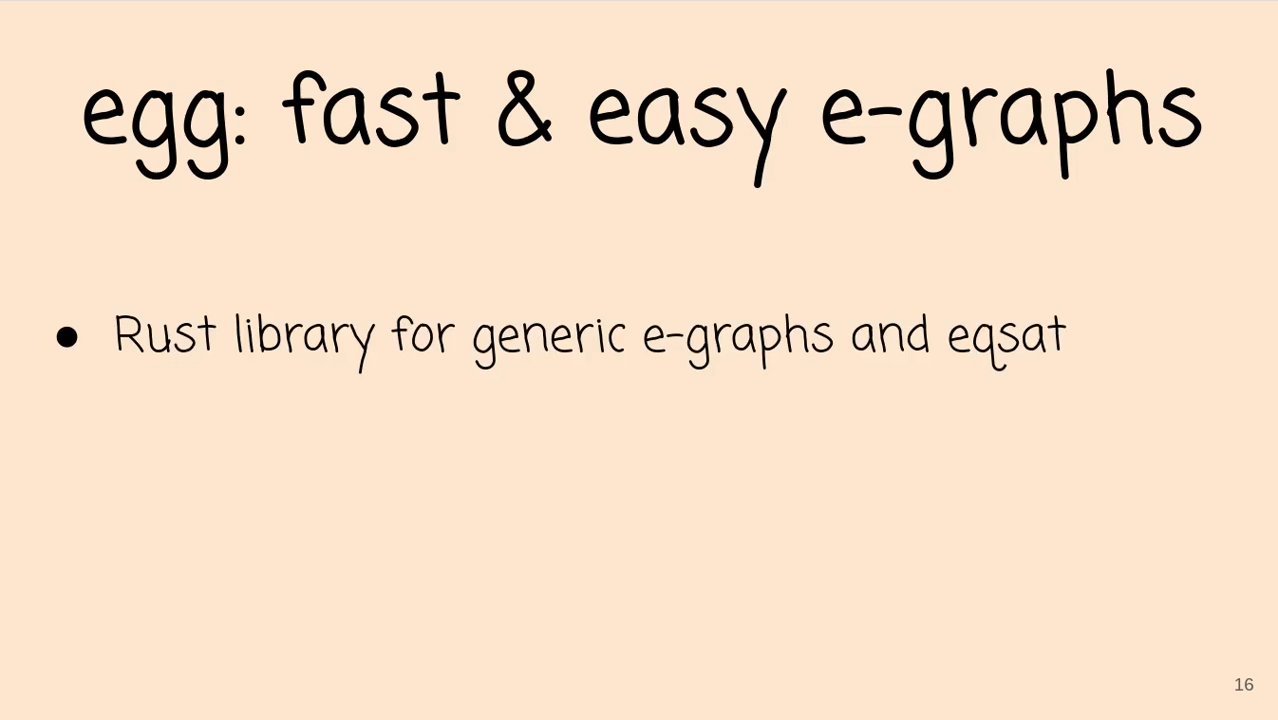 egg: fast & easy e-graphs
● Rust library for generic e-graphs and eqsat
16